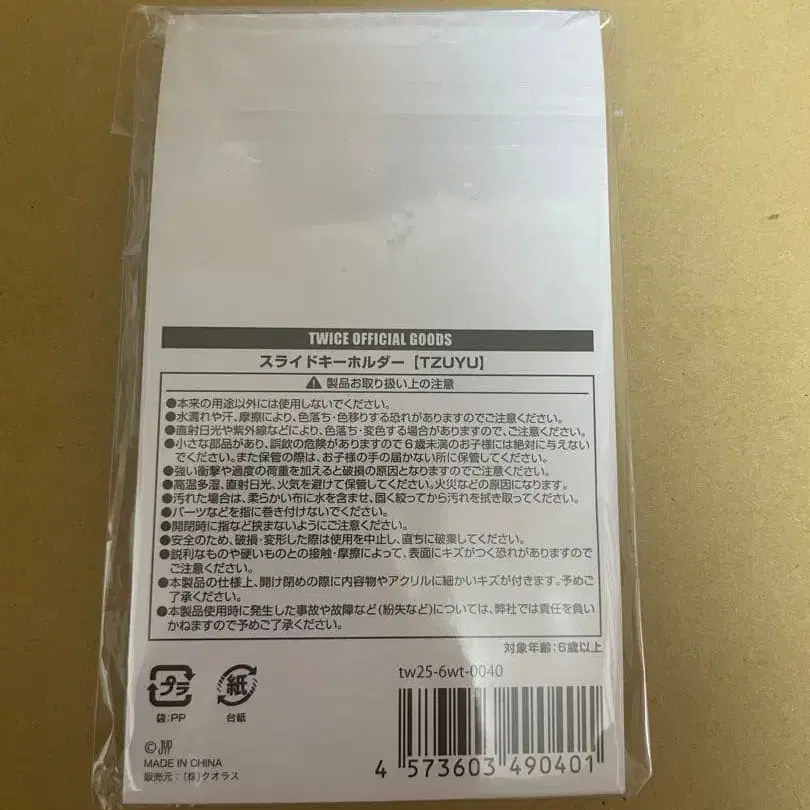 TWICE OFFICIAL GOODS
スライドキーホルダー【TZUYU】
⚠ 製品お取り扱い上の注意
●本来の用途以外には使用しないでください。
●水濡れや汗、摩擦により、色落ち・色移りする恐れがありますのでご注意ください。
●直射日光や紫外線などにより、色落ち・変色する場合がありますので、ご注意ください。
●小さな部品があり、誤飲の危険がありますので6歳未満のお子様には絶対に与えない
でください。また保管の際は、お子様の手の届かない所に保管してください。
●強い衝撃や過度の荷重を加えると破損の原因となりますのでご注意ください。
●高温多湿、直射日光、火気を避けて保管してください。火災などの原因になります。
●汚れた場合は、柔らかい布に水を含ませ、固く絞ってから汚れを拭き取ってください。
●パーツなどを指に巻き付けないでください。
●開閉時に指など挟まないようにご注意ください。
●安全のため、破損・変形した際は使用を中止し、直ちに破棄してください。
●鋭利なものや硬いものとの接触・摩擦によって、表面にキズがつく恐れがありますので
ご注意ください。
●本製品の仕様上、開け閉めの際に内容物やアクリルに細かいキズが付きます。予めご
了承ください。
●本製品使用時に発生した事故や故障など(紛失など)については、弊社では責任を負い
かねますので予めご了承ください。
対象年齢：6歳以上
プラ
袋：PP
紙
台紙
tw25-6wt-0040
©JYP
MADE IN CHINA
販売元：(株)クオラス
4 573603 490401